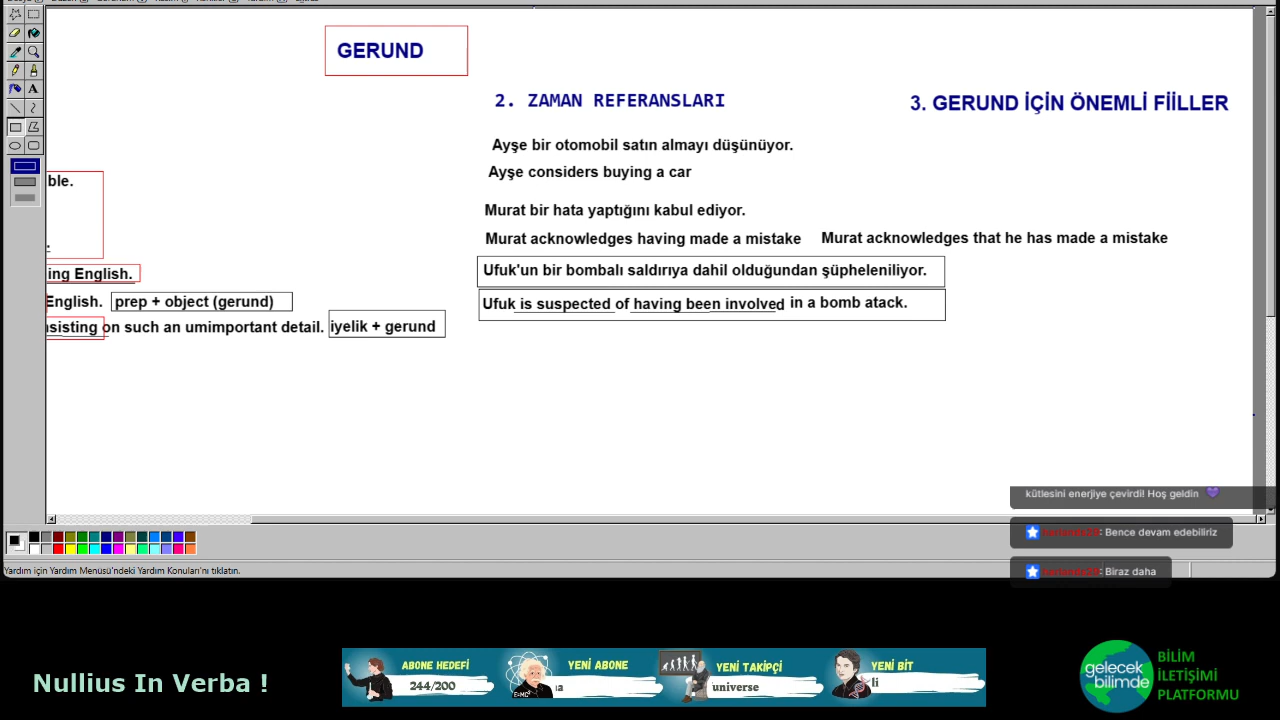 GERUND
2. ZAMAN REFERANSLARI
3. GERUND İÇİN ÖNEMLİ FİİLLER
Ayşe bir otomobil satın almayı düşünüyor.
Ayşe considers buying a car
ble.
Murat bir hata yaptığını kabul ediyor.
Murat acknowledges having made a mistake
Murat acknowledges that he has made a mistake
ing English.
Ufuk'un bir bombalı saldırıya dahil olduğundan şüpheleniliyor.
English. prep + object (gerund)
Ufuk is suspected of having been involved in a bomb atack.
sisting on such an umimportant detail. iyelik + gerund
kütlesini enerjiye çevirdi! Hoş geldin
: Bence devam edebiliriz
: Biraz daha
Yardım için Yardım Menüsü'ndeki Yardım Konuları'nı tıklatın.
Nullius In Verba !
ABONE HEDEFİ
244/200
E=MC²
YENİ ABONE
ıa
YENİ TAKİPÇİ
universe
YENİ BİT
li
gelecek
bilimde
BİLİM
İLETİŞİMİ
PLATFORMU